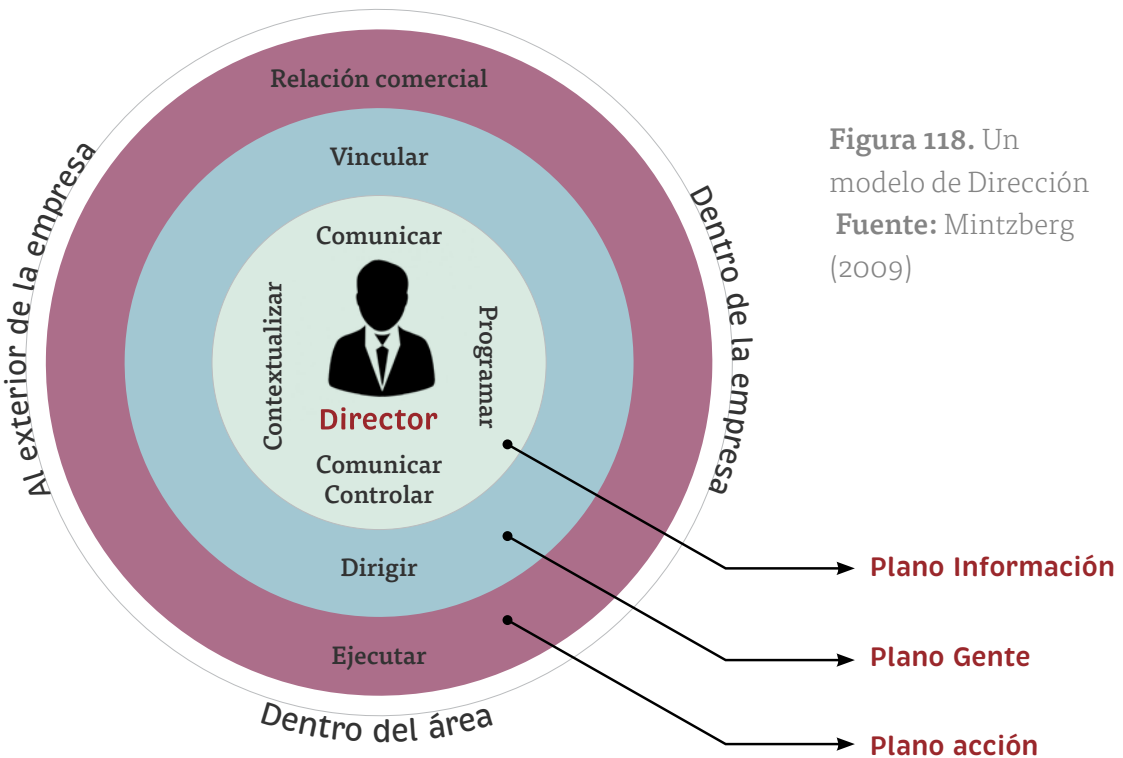 Relación comercial
Vincular
Comunicar
Contextualizar
Programar
Director
Comunicar
Controlar
Dirigir
Ejecutar
Al exterior de la empresa
Dentro de la empresa
Dentro del área
Figura 118. Un
modelo de Dirección
Fuente: Mintzberg
(2009)
Plano Información
Plano Gente
Plano acción